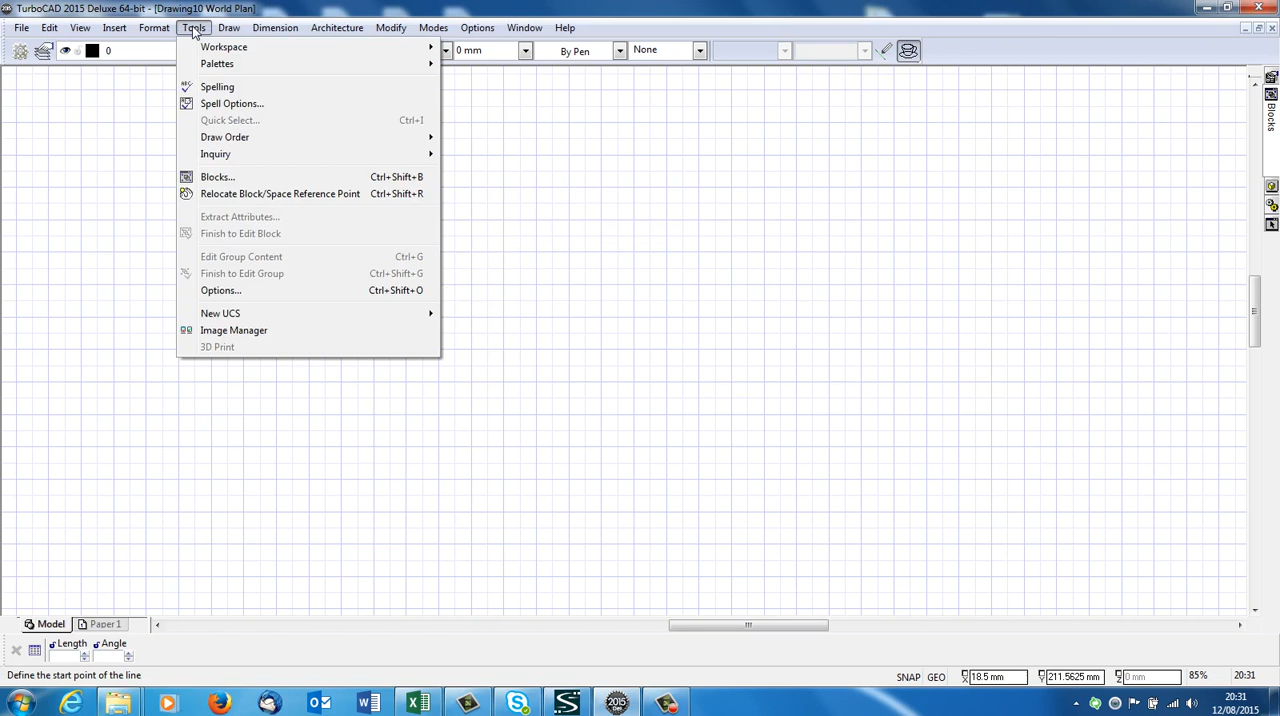 TurboCAD 2015 Deluxe 64-bit - [Drawing10 World Plan]
File Edit View Insert Format Tools Draw Dimension Architecture Modify Modes Options Window Help
0 0 mm By Pen None
Workspace
Palettes
Spelling
Spell Options...
Quick Select... Ctrl+I
Draw Order
Inquiry
Blocks... Ctrl+Shift+B
Relocate Block/Space Reference Point Ctrl+Shift+R
Extract Attributes...
Finish to Edit Block
Edit Group Content Ctrl+G
Finish to Edit Group Ctrl+Shift+G
Options... Ctrl+Shift+O
New UCS
Image Manager
3D Print
Blocks
Model Paper 1
Length Angle
Define the start point of the line SNAP GEO X 18.5 mm Y 211.5625 mm Z 0 mm 85% 20:31
20:31
12/08/2015